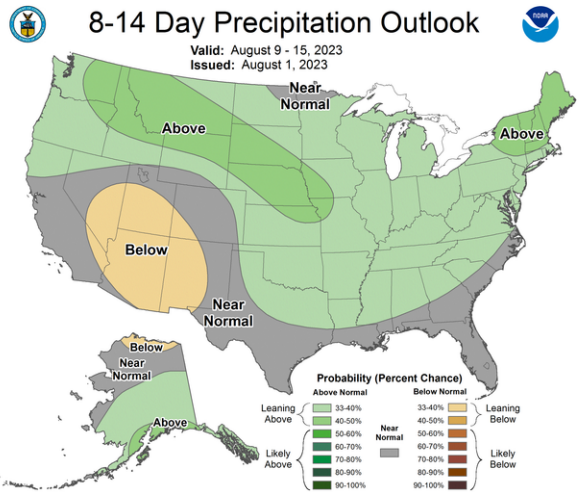 8-14 Day Precipitation Outlook
Valid: August 9 - 15, 2023
Issued: August 1, 2023
NOAA
Near
Normal
Above
Above
Below
Near
Normal
Below
Near
Normal
Above
Probability (Percent Chance)
Above Normal
Below Normal
Leaning
Above
33-40%
40-50%
Likely
Above
50-60%
60-70%
70-80%
80-90%
90-100%
Near
Normal
33-40%
40-50%
Leaning
Below
50-60%
60-70%
70-80%
80-90%
90-100%
Likely
Below